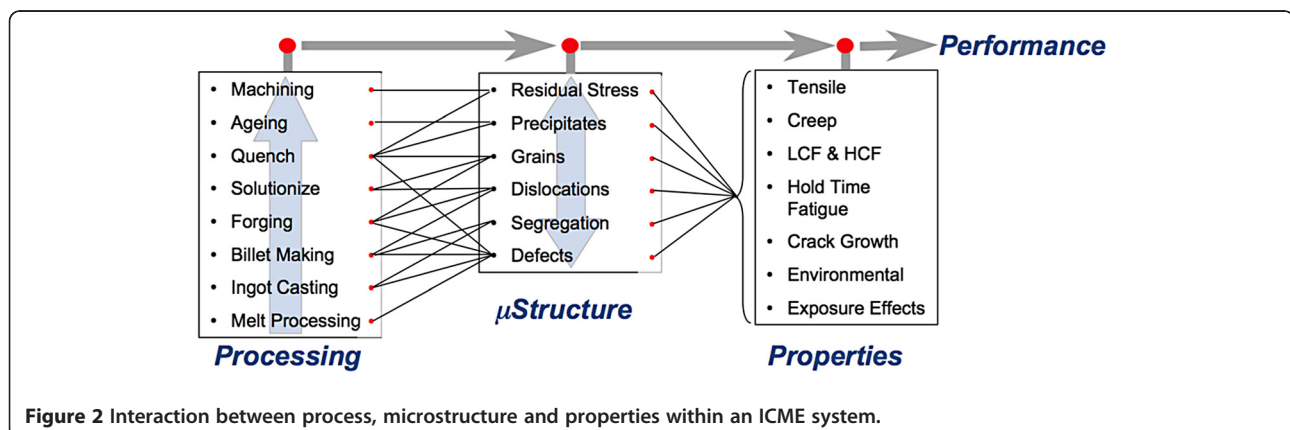 Performance
• Machining
• Ageing
• Quench
• Solutionize
• Forging
• Billet Making
• Ingot Casting
• Melt Processing
Processing
Residual Stress
Precipitates
Grains
Dislocations
Segregation
Defects
μStructure
• Tensile
• Creep
• LCF & HCF
• Hold Time
Fatigue
• Crack Growth
• Environmental
• Exposure Effects
Properties
Figure 2 Interaction between process, microstructure and properties within an ICME system.